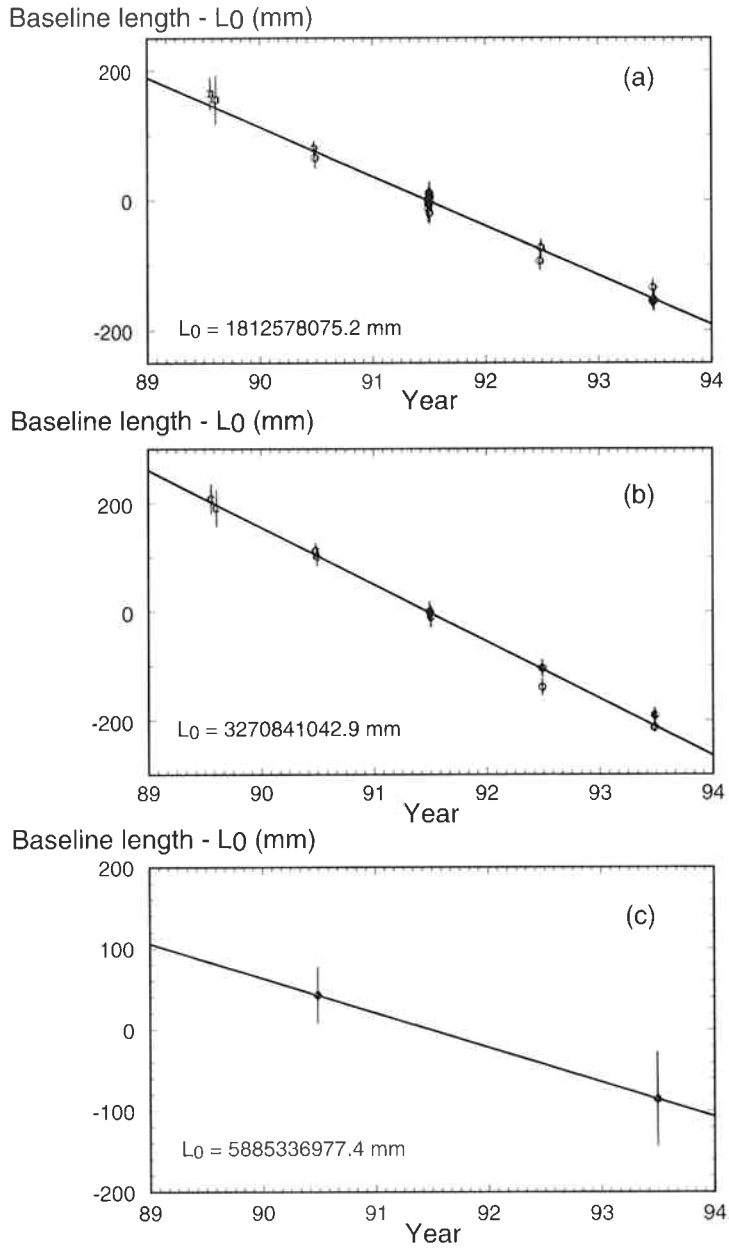 Baseline length - L0 (mm)
200
(a)
0
-200
L0 = 1812578075.2 mm
89 90 91 92 93 94
Year
Baseline length - L0 (mm)
200
(b)
0
-200
L0 = 3270841042.9 mm
89 90 91 92 93 94
Year
Baseline length - L0 (mm)
200
100
(c)
0
-100
L0 = 5885336977.4 mm
-200
89 90 91 92 93 94
Year